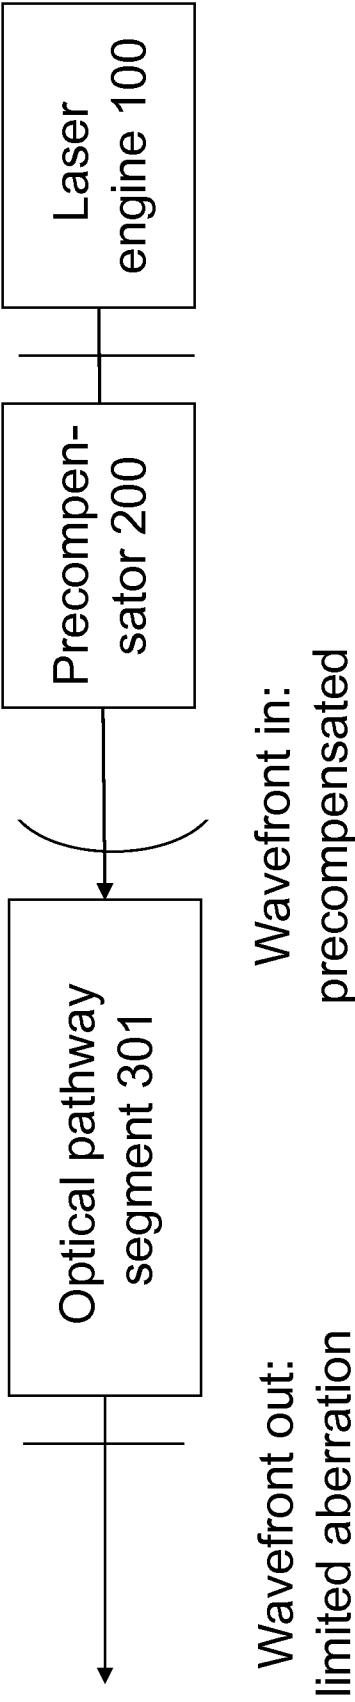 Laser
engine 100
Precompen-
sator 200
Optical pathway
segment 301
Wavefront in:
precompensated
Wavefront out:
limited aberration